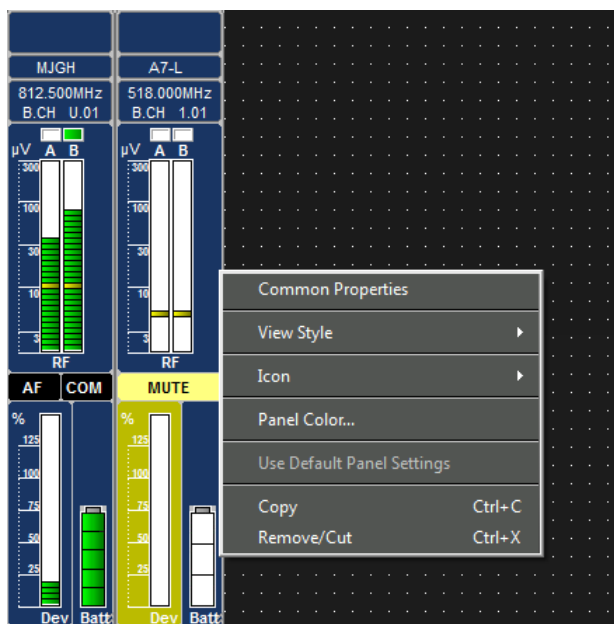 MJGH
812.500MHz
B.CH U.01
µV A B
300
100
30
10
3
RF
AF COM
%
125
100
75
50
25
Dev Batt
A7-L
518.000MHz
B.CH 1.01
µV A B
300
100
30
10
3
RF
MUTE
%
125
100
75
50
25
Dev Batt
Common Properties
View Style
Icon
Panel Color...
Use Default Panel Settings
Copy Ctrl+C
Remove/Cut Ctrl+X